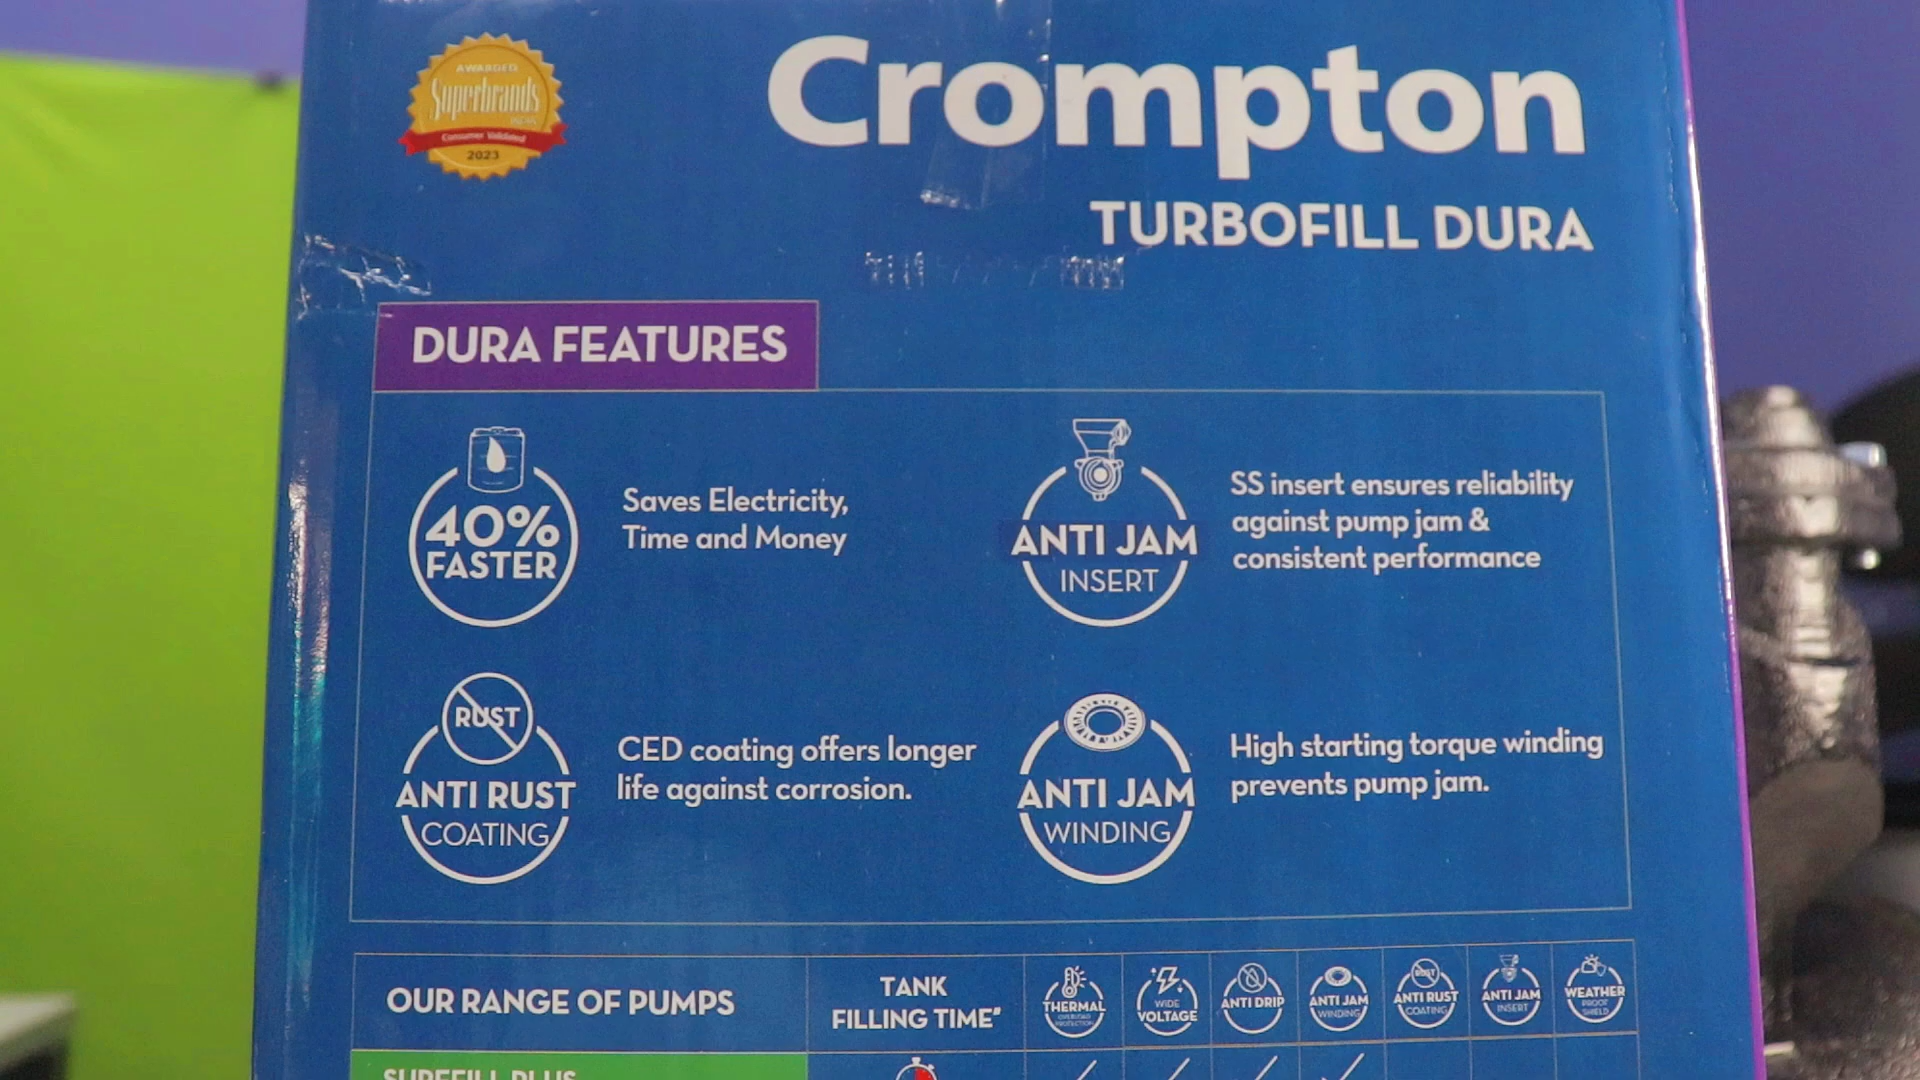 AWARDED
Superbrands
Consumer Validated
2023
Crompton
TURBOFILL DURA
DURA FEATURES
40%
FASTER
Saves Electricity,
Time and Money
ANTI JAM
INSERT
SS insert ensures reliability
against pump jam &
consistent performance
RUST
ANTI RUST
COATING
CED coating offers longer
life against corrosion.
ANTI JAM
WINDING
High starting torque winding
prevents pump jam.
OUR RANGE OF PUMPS
TANK
FILLING TIME#
THERMAL
OVERLOAD
PROTECTION
WIDE
VOLTAGE
ANTI DRIP
ANTI JAM
WINDING
RUST
ANTI RUST
COATING
ANTI JAM
INSERT
WEATHER
PROOF
SHIELD
SUREFILL PLUS